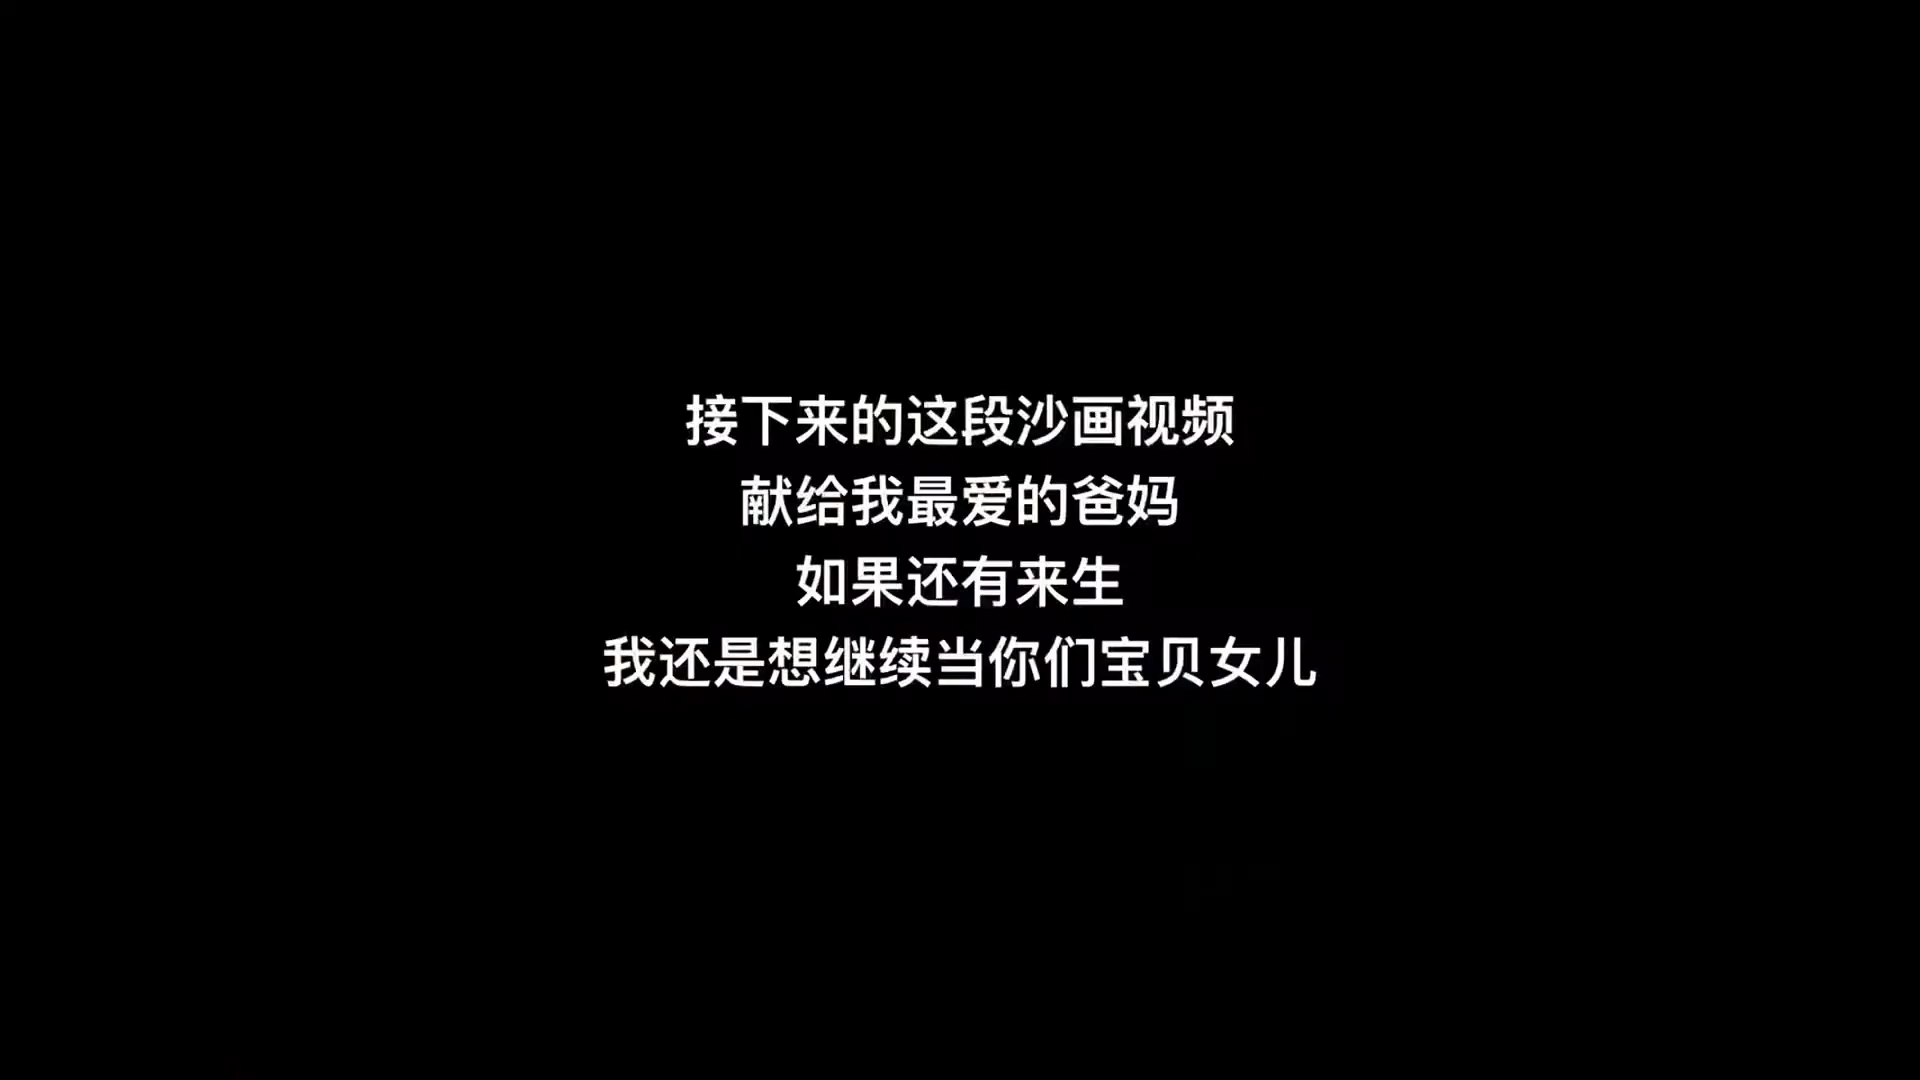 接下来的这段沙画视频
献给我最爱的爸妈
如果还有来生
我还是想继续当你们宝贝女儿